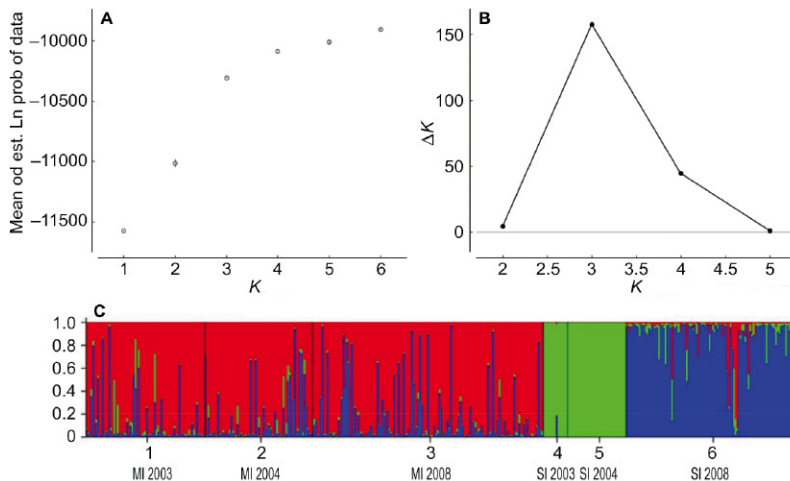 A
Mean od est. Ln prob of data
−10000
−10500
−11000
−11500
1 2 3 4 5 6
K
B
ΔK
150
100
50
0
2 2.5 3 3.5 4 4.5 5
K
C
1.0
0.8
0.6
0.4
0.2
0
1 2 3 4 5 6
MI 2003 MI 2004 MI 2008 SI 2003 SI 2004 SI 2008